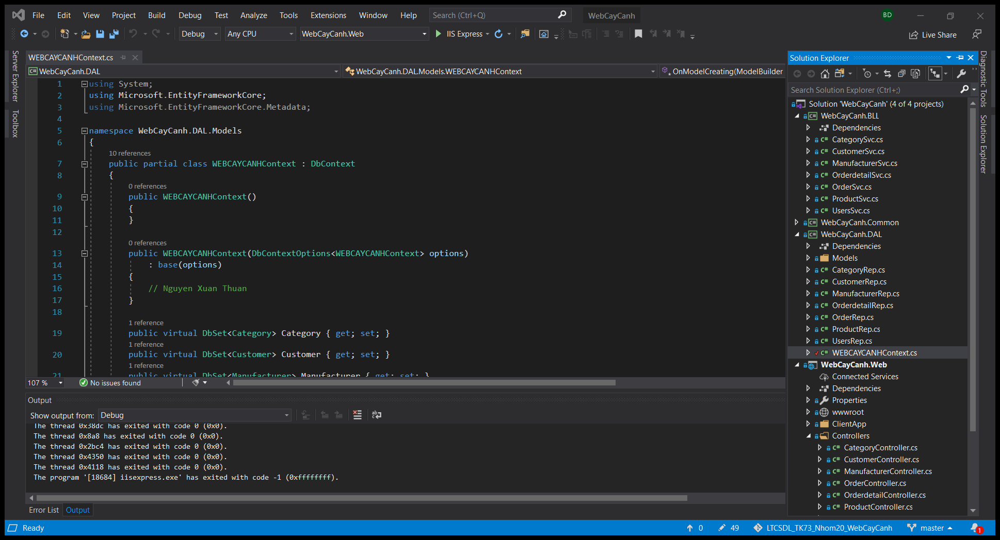 File Edit View Project Build Debug Test Analyze Tools Extensions Window Help Search (Ctrl+Q) WebCayCanh BD
Debug Any CPU WebCayCanh.Web IIS Express Live Share
Server Explorer
Toolbox
WEBCAYCANHContext.cs
WebCayCanh.DAL WebCayCanh.DAL.Models.WEBCAYCANHContext OnModelCreating(ModelBuilder
1 using System;
2 using Microsoft.EntityFrameworkCore;
3 using Microsoft.EntityFrameworkCore.Metadata;
4
5 namespace WebCayCanh.DAL.Models
6 {
10 references
7 public partial class WEBCAYCANHContext : DbContext
8 {
0 references
9 public WEBCAYCANHContext()
10 {
11 }
12
0 references
13 public WEBCAYCANHContext(DbContextOptions<WEBCAYCANHContext> options)
14 : base(options)
15 {
16 // Nguyen Xuan Thuan
17 }
18
1 reference
19 public virtual DbSet<Category> Category { get; set; }
1 reference
20 public virtual DbSet<Customer> Customer { get; set; }
1 reference
21 public virtual DbSet<Manufacturer> Manufacturer { get; set; }
107 % No issues found
Output
Show output from: Debug
The thread 0x38dc has exited with code 0 (0x0).
The thread 0x8a8 has exited with code 0 (0x0).
The thread 0x2bc4 has exited with code 0 (0x0).
The thread 0x4350 has exited with code 0 (0x0).
The thread 0x4118 has exited with code 0 (0x0).
The program '[18684] iisexpress.exe' has exited with code -1 (0xffffffff).
Error List Output
Solution Explorer
Search Solution Explorer (Ctrl+;)
Solution 'WebCayCanh' (4 of 4 projects)
C# WebCayCanh.BLL
Dependencies
C# CategorySvc.cs
C# CustomerSvc.cs
C# ManufacturerSvc.cs
C# OrderdetailSvc.cs
C# OrderSvc.cs
C# ProductSvc.cs
C# UsersSvc.cs
C# WebCayCanh.Common
C# WebCayCanh.DAL
Dependencies
Models
C# CategoryRep.cs
C# CustomerRep.cs
C# ManufacturerRep.cs
C# OrderdetailRep.cs
C# OrderRep.cs
C# ProductRep.cs
C# UsersRep.cs
C# WEBCAYCANHContext.cs
WebCayCanh.Web
Connected Services
Dependencies
Properties
wwwroot
ClientApp
Controllers
C# CategoryController.cs
C# CustomerController.cs
C# ManufacturerController.cs
C# OrderController.cs
C# OrderdetailController.cs
C# ProductController.cs
Diagnostic Tools
Solution Explorer
Ready 0 49 LTCSDL_TK73_Nhom20_WebCayCanh master 1